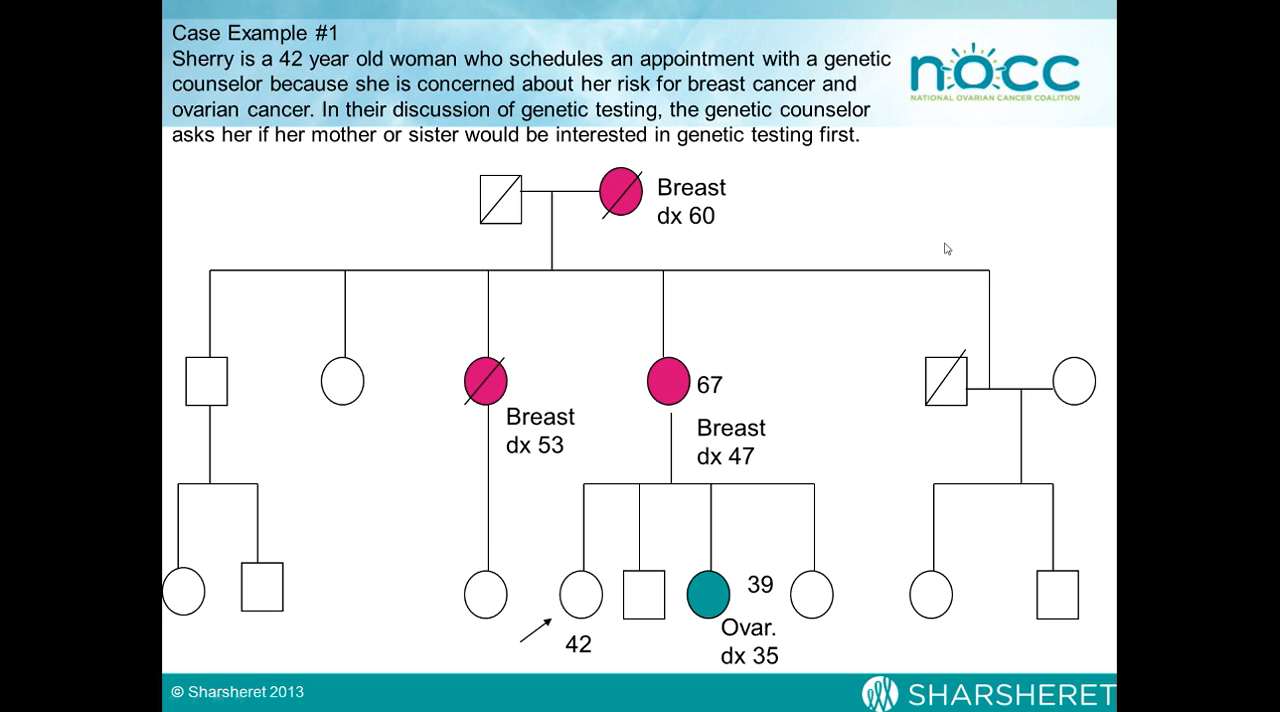 Case Example #1
Sherry is a 42 year old woman who schedules an appointment with a genetic
counselor because she is concerned about her risk for breast cancer and
ovarian cancer. In their discussion of genetic testing, the genetic counselor
asks her if her mother or sister would be interested in genetic testing first.
nocc
NATIONAL OVARIAN CANCER COALITION
Breast
dx 60
67
Breast
dx 53
Breast
dx 47
39
Ovar.
dx 35
42
© Sharsheret 2013
SHARSHERET